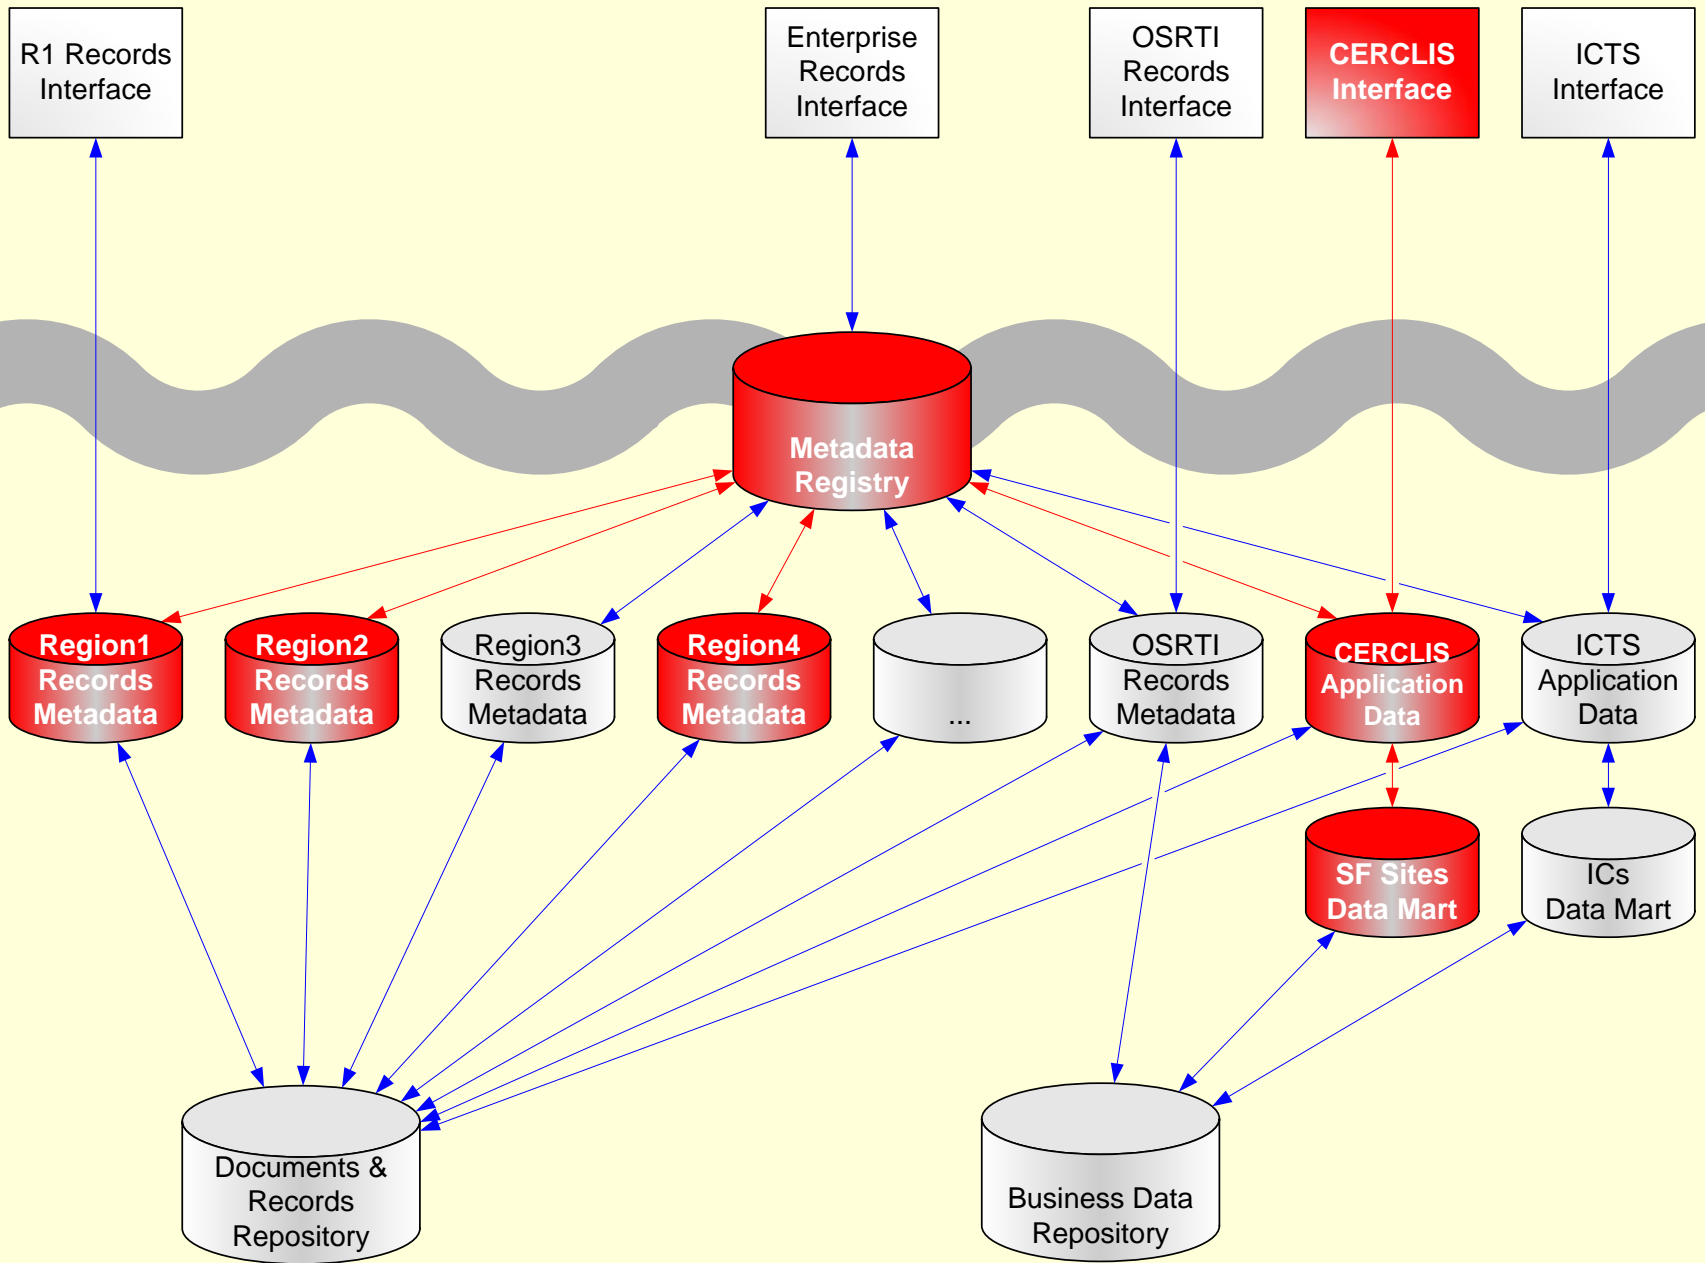 R1 Records
Interface
Enterprise
Records
Interface
OSRTI
Records
Interface
CERCLIS
Interface
ICTS
Interface
Metadata
Registry
Region1
Records
Metadata
Region2
Records
Metadata
Region3
Records
Metadata
Region4
Records
Metadata
...
OSRTI
Records
Metadata
CERCLIS
Application
Data
ICTS
Application
Data
SF Sites
Data Mart
ICs
Data Mart
Documents &
Records
Repository
Business Data
Repository